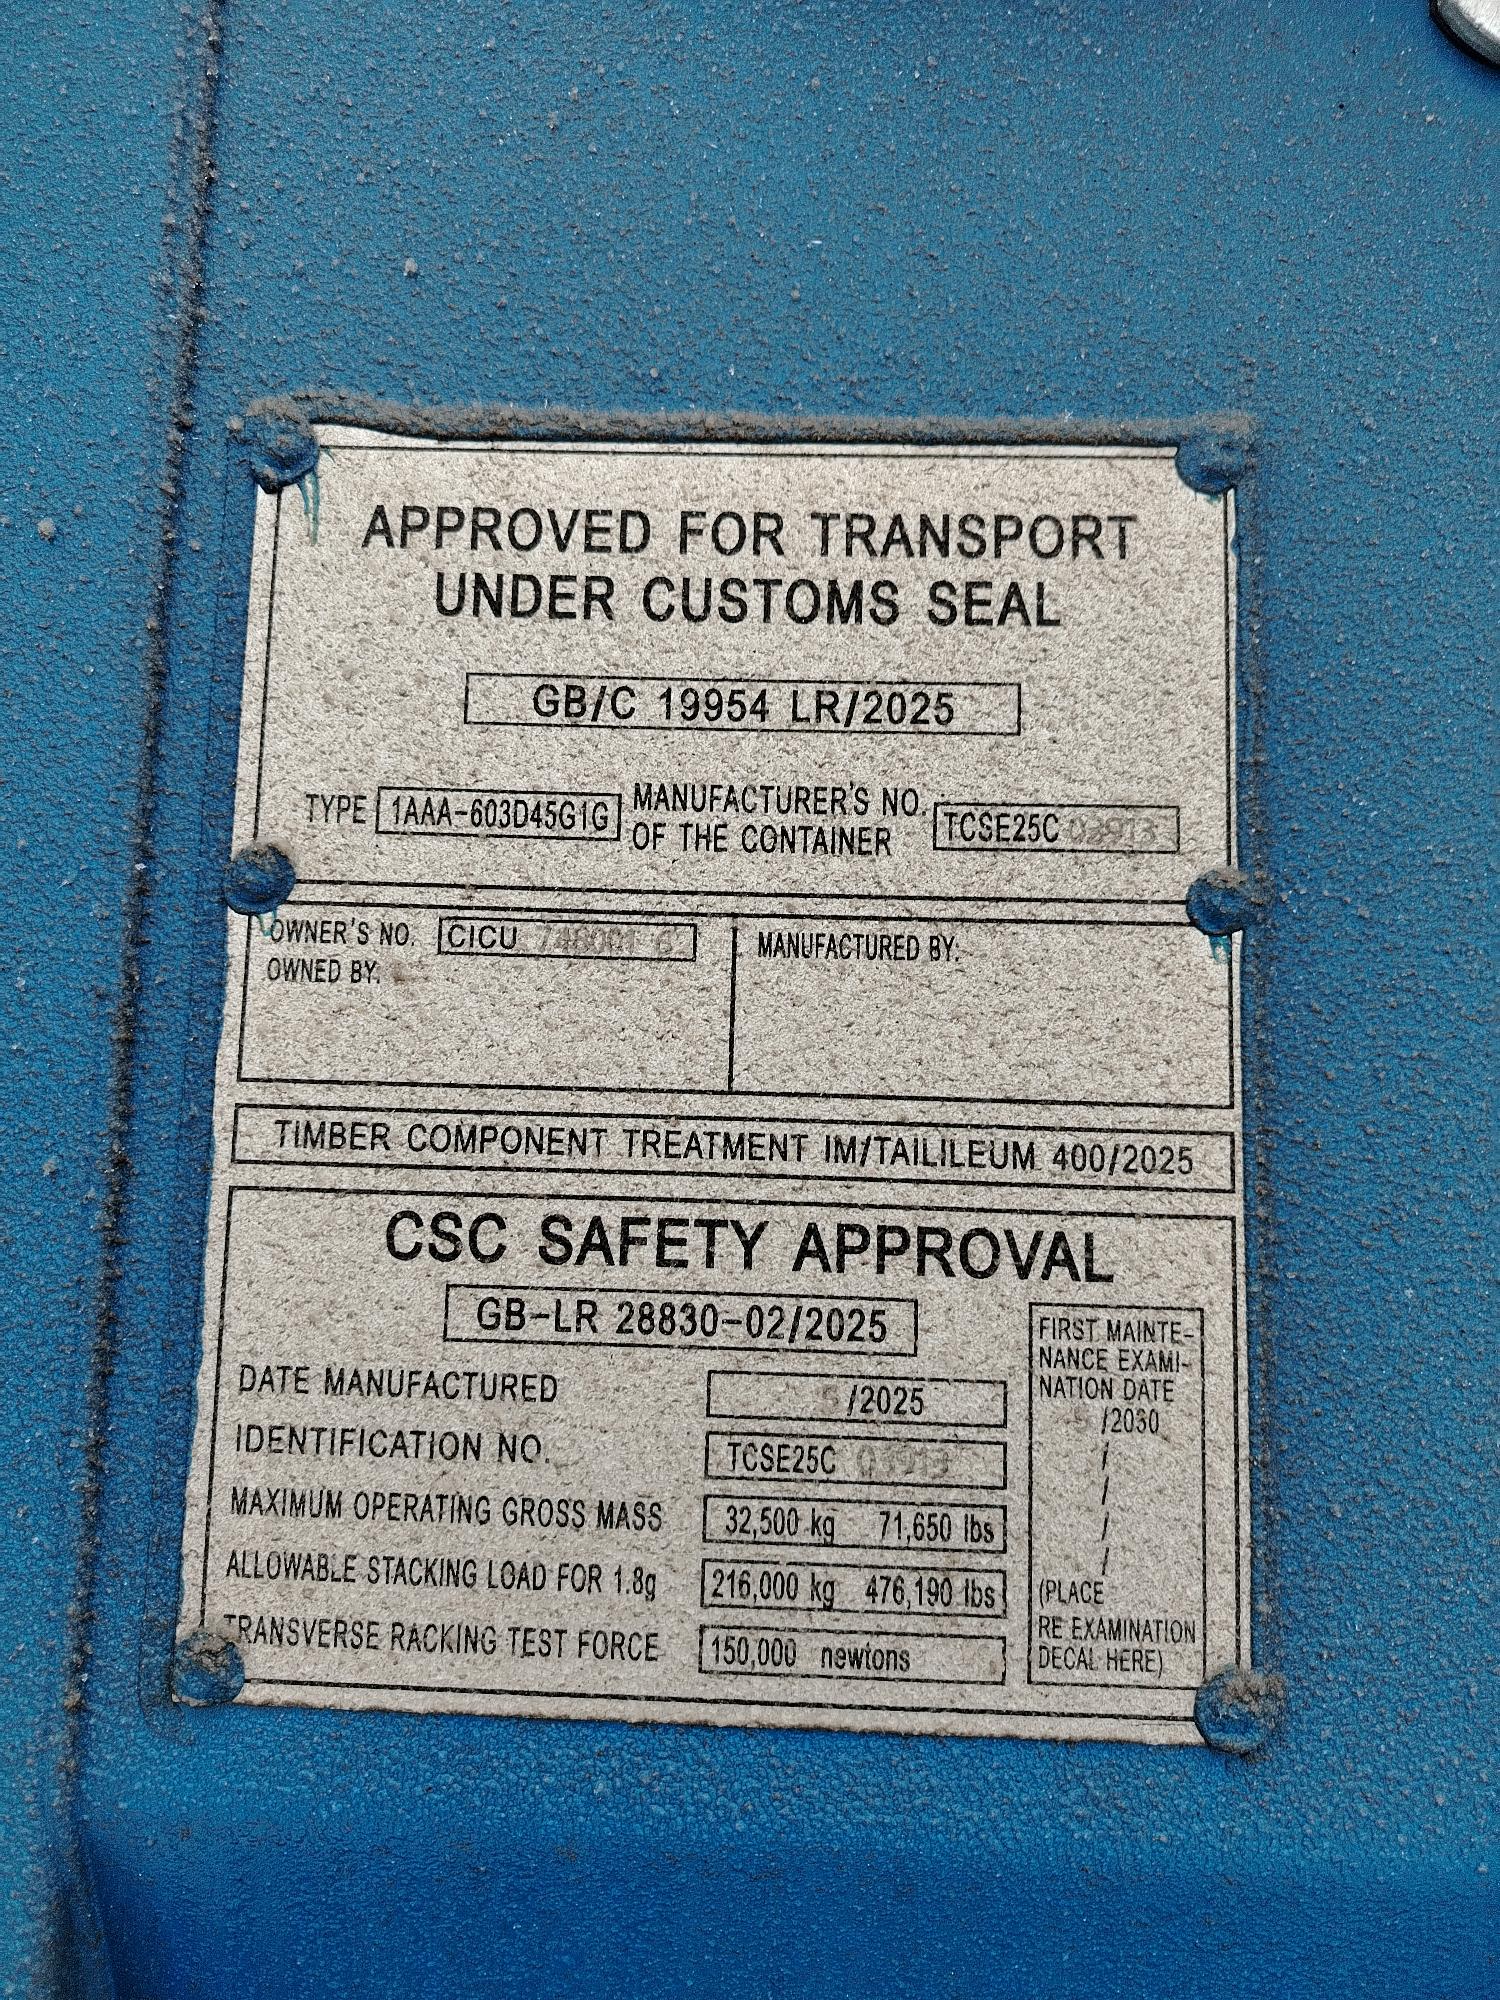 APPROVED FOR TRANSPORT
UNDER CUSTOMS SEAL
GB/C 19954 LR/2025
TYPE 1AAA-603D45G1G MANUFACTURER'S NO. OF THE CONTAINER TCSE25C
OWNER'S NO. CICU
OWNED BY:
MANUFACTURED BY:
TIMBER COMPONENT TREATMENT IM/TAILILEUM 400/2025
CSC SAFETY APPROVAL
GB-LR 28830-02/2025
DATE MANUFACTURED 5/2025
IDENTIFICATION NO. TCSE25C
MAXIMUM OPERATING GROSS MASS 32,500 kg 71,650 lbs
ALLOWABLE STACKING LOAD FOR 1.8g 216,000 kg 476,190 lbs
TRANSVERSE RACKING TEST FORCE 150,000 newtons
FIRST MAINTE-
NANCE EXAMI-
NATION DATE
/2030
/
/
/
/
(PLACE
RE EXAMINATION
DECAL HERE)